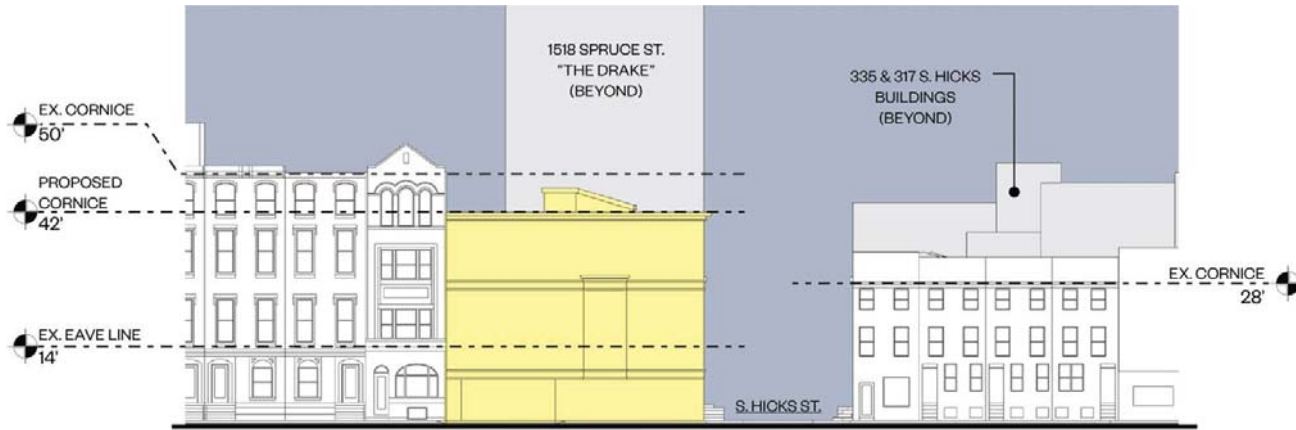 1518 SPRUCE ST.
"THE DRAKE"
(BEYOND)
335 & 317 S. HICKS
BUILDINGS
(BEYOND)
EX. CORNICE
50'
PROPOSED
CORNICE
42'
EX. CORNICE
28'
EX. EAVE LINE
14'
S. HICKS ST.